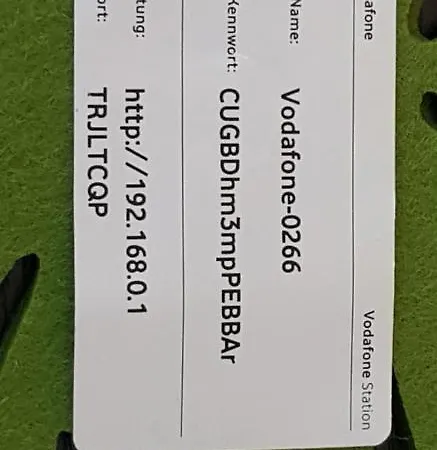 afone Vodafone Station
Name: Vodafone-0266
Kennwort: CUGBDhm3mpPEBBAr
tung: http://192.168.0.1
ort: TRJLTCQP